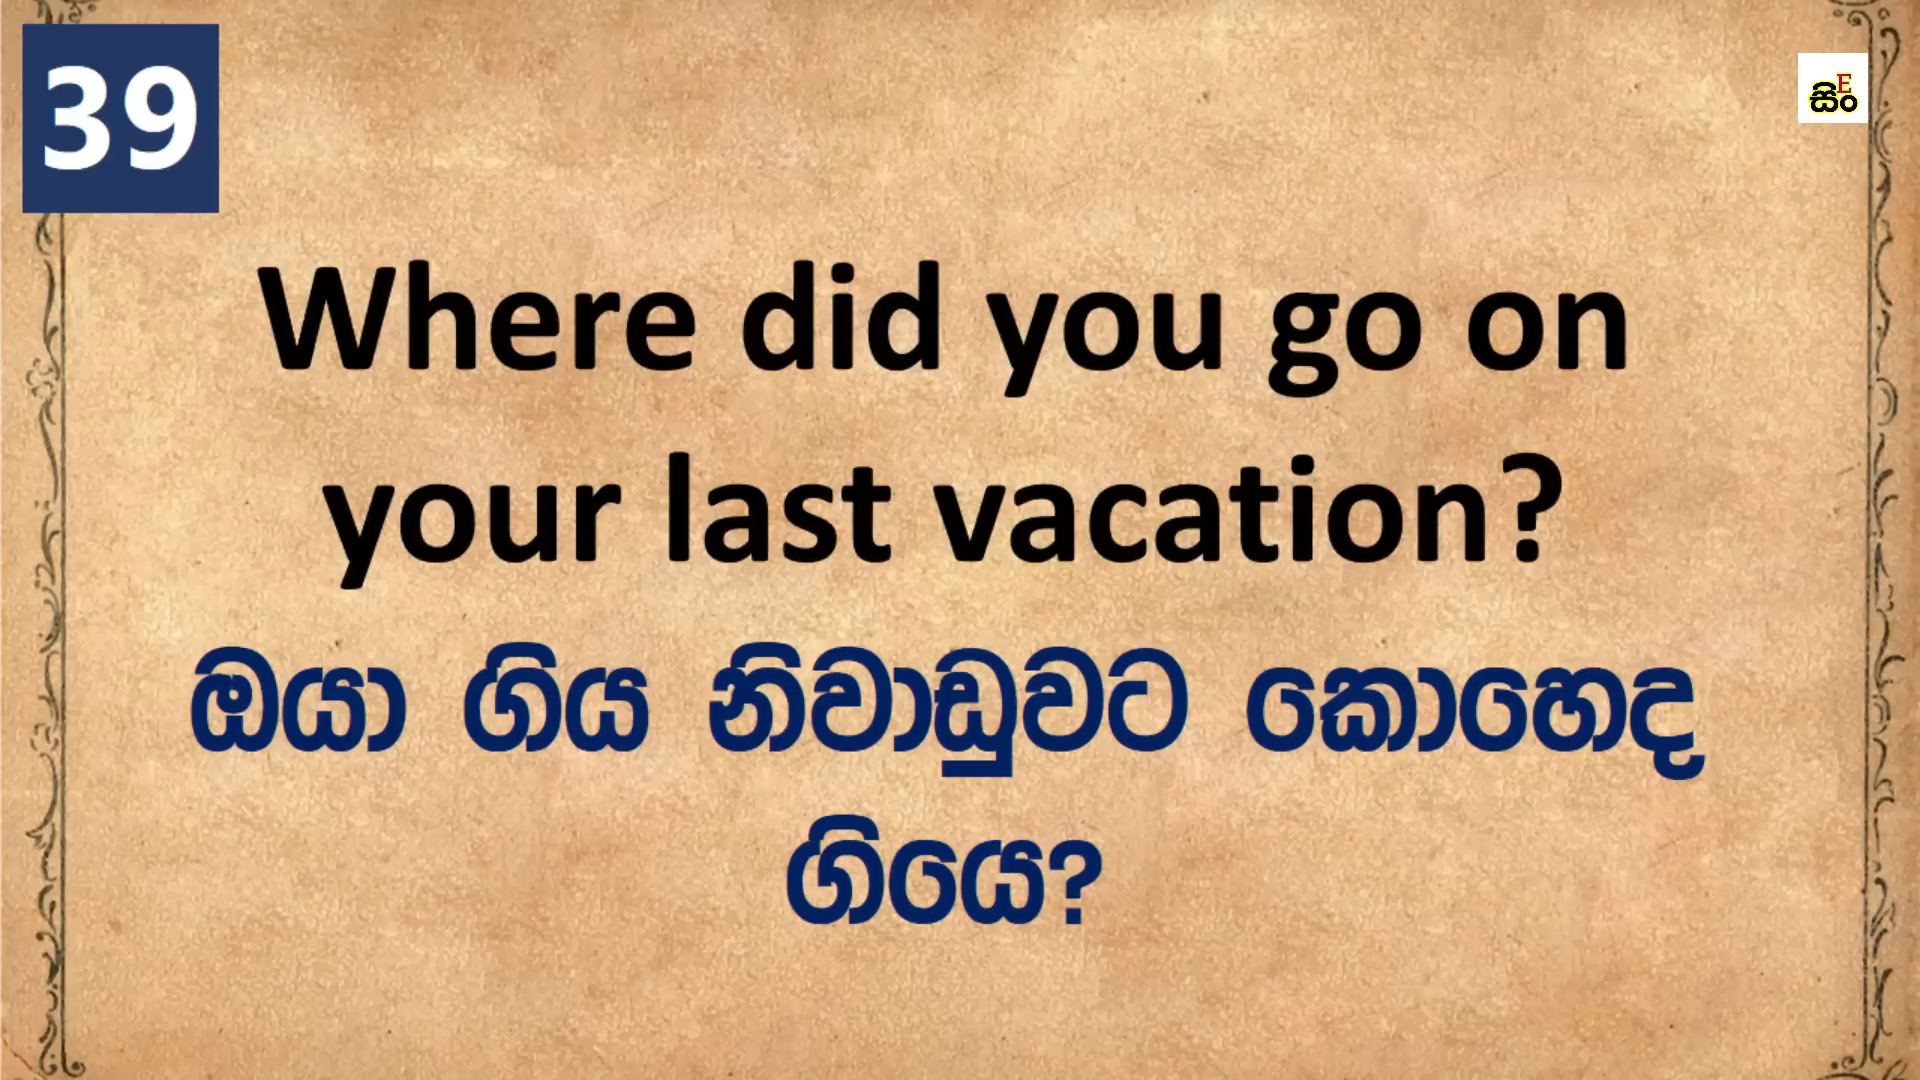 39
සිංE
Where did you go on
your last vacation?
ඔයා ගිය නිවාඩුවට කොහෙද
ගියෙ?